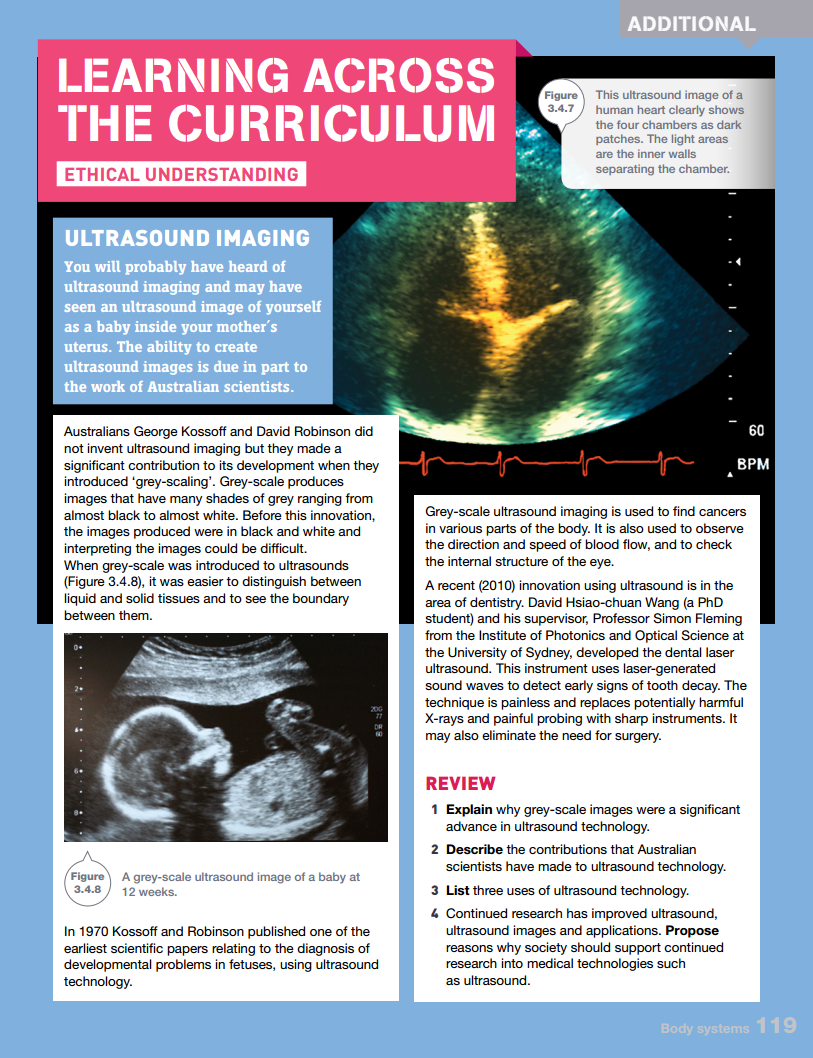 ADDITIONAL
LEARNING ACROSS
THE CURRICULUM
ETHICAL UNDERSTANDING
Figure
3.4.7
This ultrasound image of a
human heart clearly shows
the four chambers as dark
patches. The light areas
are the inner walls
separating the chamber.
ULTRASOUND IMAGING
You will probably have heard of
ultrasound imaging and may have
seen an ultrasound image of yourself
as a baby inside your mother's
uterus. The ability to create
ultrasound images is due in part to
the work of Australian scientists.
60
BPM
Australians George Kossoff and David Robinson did
not invent ultrasound imaging but they made a
significant contribution to its development when they
introduced ‘grey-scaling’. Grey-scale produces
images that have many shades of grey ranging from
almost black to almost white. Before this innovation,
the images produced were in black and white and
interpreting the images could be difficult.
When grey-scale was introduced to ultrasounds
(Figure 3.4.8), it was easier to distinguish between
liquid and solid tissues and to see the boundary
between them.
0
2
4
6
8
2DG
77
DR
60
Figure
3.4.8
A grey-scale ultrasound image of a baby at
12 weeks.
In 1970 Kossoff and Robinson published one of the
earliest scientific papers relating to the diagnosis of
developmental problems in fetuses, using ultrasound
technology.
Grey-scale ultrasound imaging is used to find cancers
in various parts of the body. It is also used to observe
the direction and speed of blood flow, and to check
the internal structure of the eye.
A recent (2010) innovation using ultrasound is in the
area of dentistry. David Hsiao-chuan Wang (a PhD
student) and his supervisor, Professor Simon Fleming
from the Institute of Photonics and Optical Science at
the University of Sydney, developed the dental laser
ultrasound. This instrument uses laser-generated
sound waves to detect early signs of tooth decay. The
technique is painless and replaces potentially harmful
X-rays and painful probing with sharp instruments. It
may also eliminate the need for surgery.
REVIEW
1 Explain why grey-scale images were a significant
advance in ultrasound technology.
2 Describe the contributions that Australian
scientists have made to ultrasound technology.
3 List three uses of ultrasound technology.
4 Continued research has improved ultrasound,
ultrasound images and applications. Propose
reasons why society should support continued
research into medical technologies such
as ultrasound.
Body systems 119